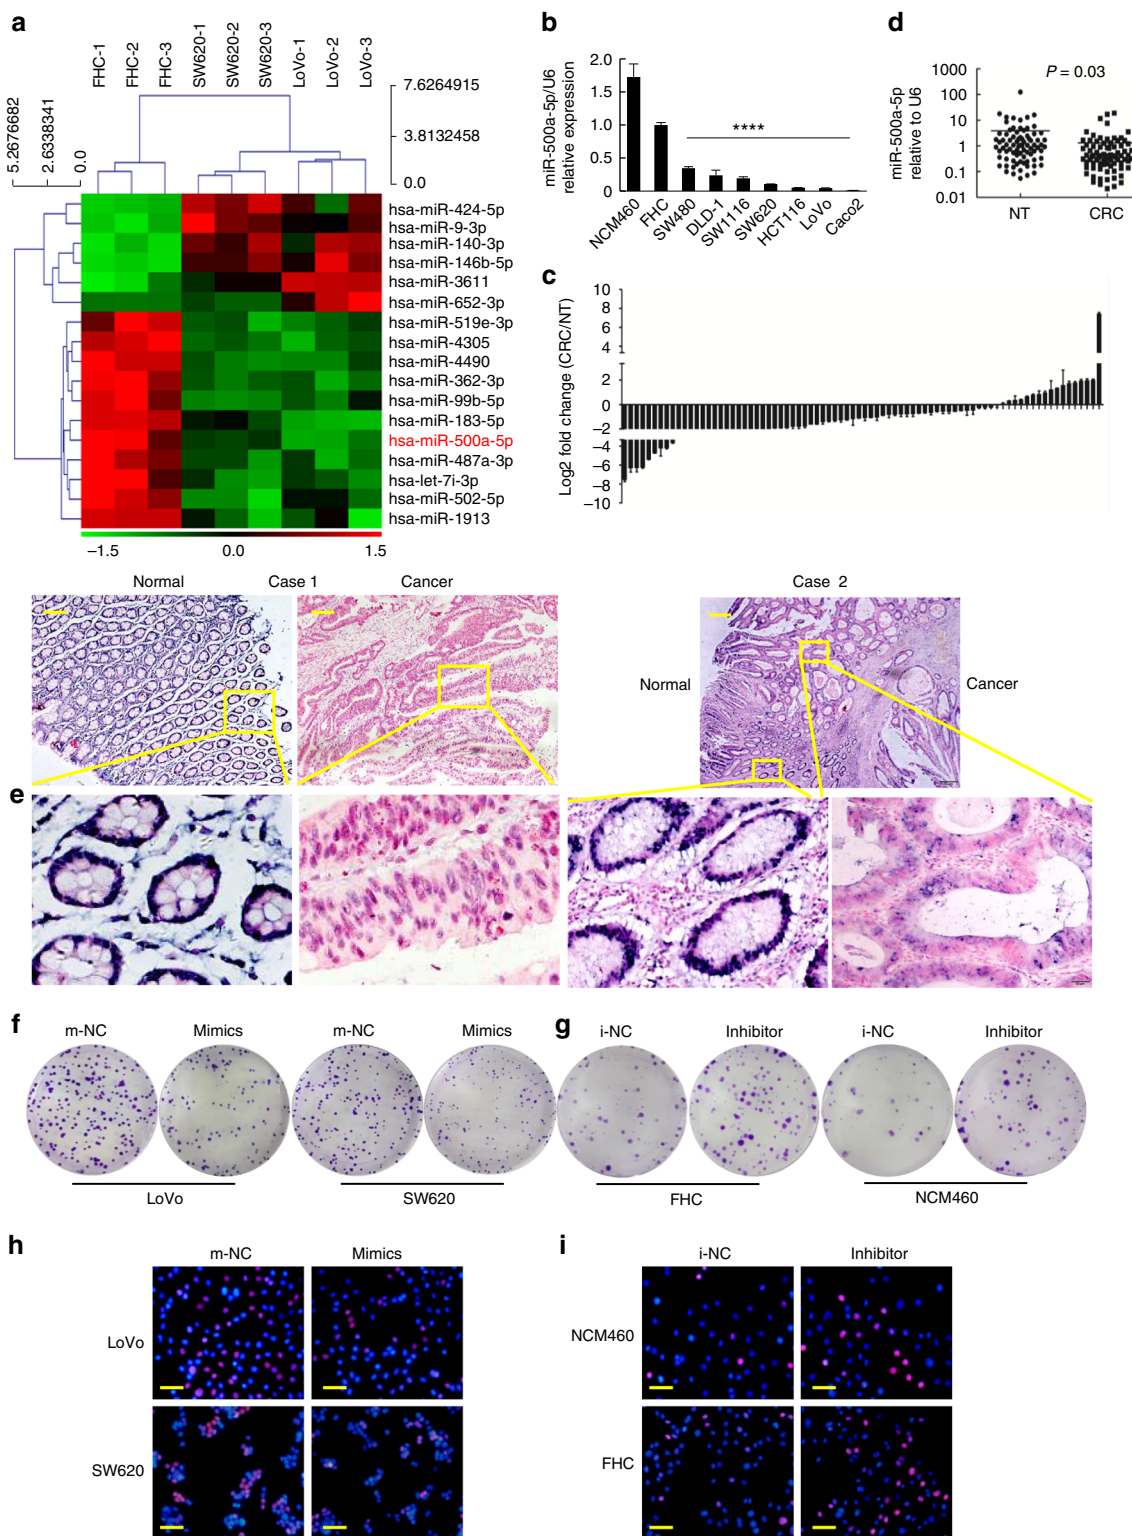 a
FHC-1
FHC-2
FHC-3
SW620-1
SW620-2
SW620-3
LoVo-1
LoVo-2
LoVo-3
5.2676682
2.6338341
0.0
7.6264915
3.8132458
0.0
hsa-miR-424-5p
hsa-miR-9-3p
hsa-miR-140-3p
hsa-miR-146b-5p
hsa-miR-3611
hsa-miR-652-3p
hsa-miR-519e-3p
hsa-miR-4305
hsa-miR-4490
hsa-miR-362-3p
hsa-miR-99b-5p
hsa-miR-183-5p
hsa-miR-500a-5p
hsa-miR-487a-3p
hsa-let-7i-3p
hsa-miR-502-5p
hsa-miR-1913
−1.5 0.0 1.5
b
miR-500a-5p/U6
relative expression
2.0
1.5
1.0
0.5
0
****
NCM460
FHC
SW480
DLD-1
SW1116
SW620
HCT116
LoVo
Caco2
d
P = 0.03
miR-500a-5p
relative to U6
1000
100
10
1
0.1
0.01
NT CRC
c
Log2 fold change (CRC/NT)
10
8
6
4
2
0
−2
−4
−6
−8
−10
Normal Case 1 Cancer
Case 2
Normal
Cancer
e
f
m-NC Mimics m-NC Mimics
LoVo SW620
g
i-NC Inhibitor i-NC Inhibitor
FHC NCM460
h
m-NC Mimics
LoVo
SW620
i
i-NC Inhibitor
NCM460
FHC